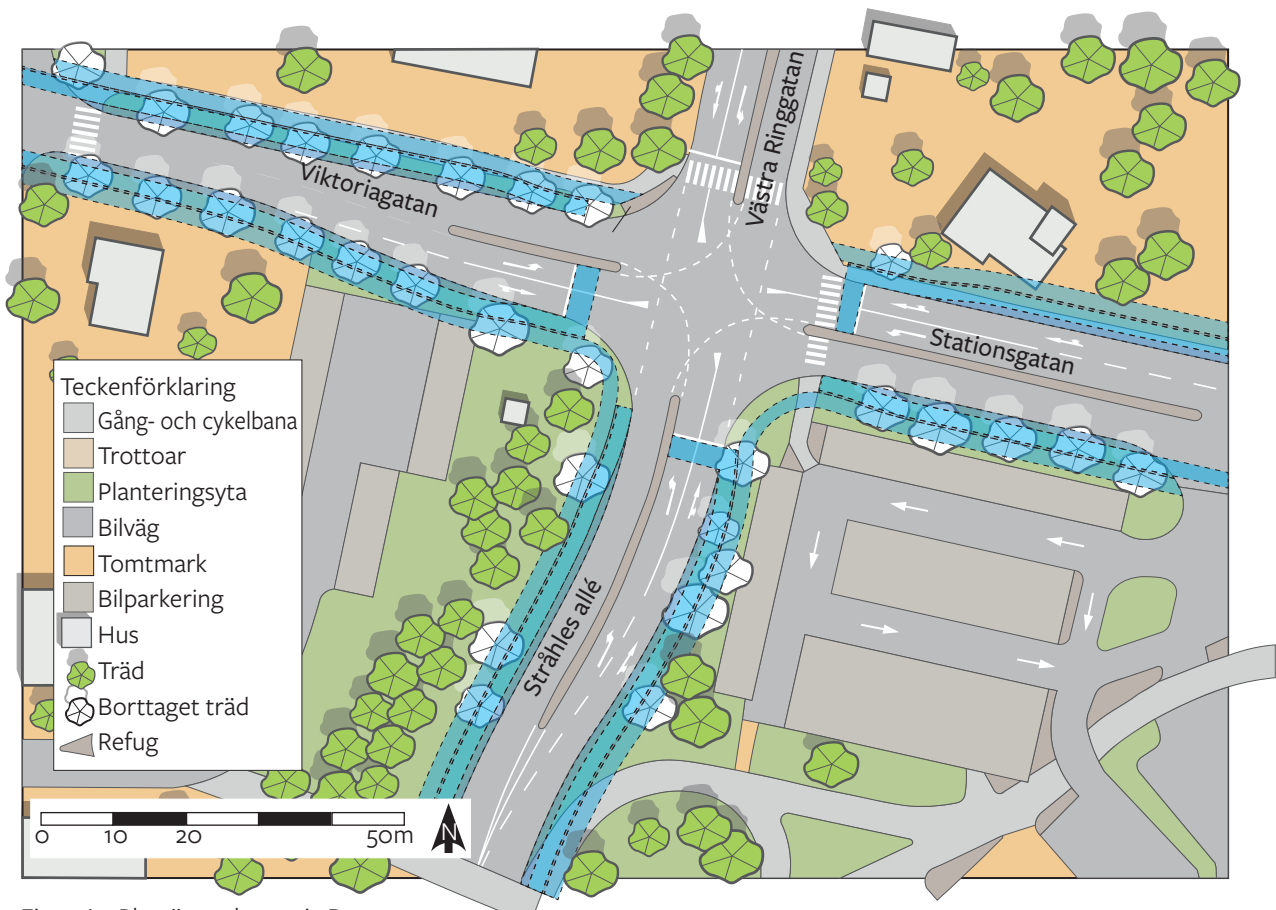 Viktoriagatan
Västra Ringgatan
Stationsgatan
Stråhles allé
Teckenförklaring
Gång- och cykelbana
Trottoar
Planteringsyta
Bilväg
Tomtmark
Bilparkering
Hus
Träd
Borttaget träd
Refug
0 10 20 50m
N